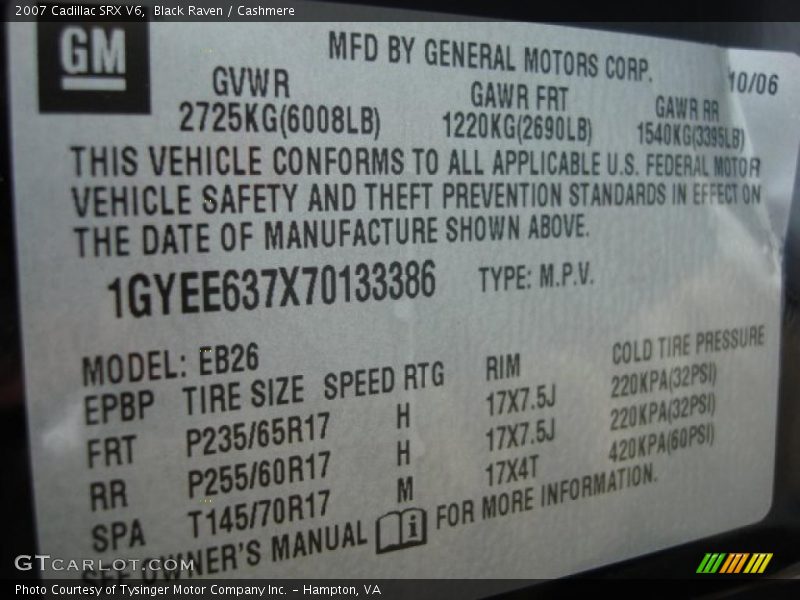 2007 Cadillac SRX V6, Black Raven / Cashmere
GM
MFD BY GENERAL MOTORS CORP.
10/06
GVWR GAWR FRT GAWR RR
2725KG(6008LB) 1220KG(2690LB) 1540KG(3395LB)
THIS VEHICLE CONFORMS TO ALL APPLICABLE U.S. FEDERAL MOTOR
VEHICLE SAFETY AND THEFT PREVENTION STANDARDS IN EFFECT ON
THE DATE OF MANUFACTURE SHOWN ABOVE.
1GYEE637X70133386 TYPE: M.P.V.
MODEL: EB26
EPBP TIRE SIZE SPEED RTG RIM COLD TIRE PRESSURE
FRT P235/65R17 H 17X7.5J 220KPA(32PSI)
RR P255/60R17 H 17X7.5J 220KPA(32PSI)
SPA T145/70R17 M 17X4T 420KPA(60PSI)
SEE OWNER'S MANUAL i FOR MORE INFORMATION.
GTcarlot.com
Photo Courtesy of Tysinger Motor Company Inc. - Hampton, VA